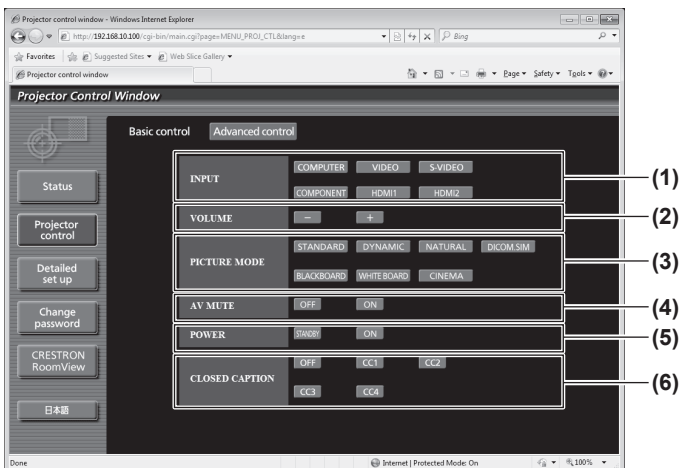 Projector control window - Windows Internet Explorer
http://192.168.10.100/cgi-bin/main.cgi?page=MENU_PROJ_CTL&lang=e
Bing
Favorites Suggested Sites Web Slice Gallery
Projector control window
Page Safety Tools
Projector Control Window
Basic control Advanced control
Status
Projector control
Detailed set up
Change password
CRESTRON RoomView
日本語
INPUT
COMPUTER VIDEO S-VIDEO
COMPONENT HDMI1 HDMI2
(1)
VOLUME - +
(2)
PICTURE MODE
STANDARD DYNAMIC NATURAL DICOM.SIM
BLACKBOARD WHITE BOARD CINEMA
(3)
AV MUTE OFF ON
(4)
POWER STANDBY ON
(5)
CLOSED CAPTION
OFF CC1 CC2
CC3 CC4
(6)
Done Internet | Protected Mode: On 100%